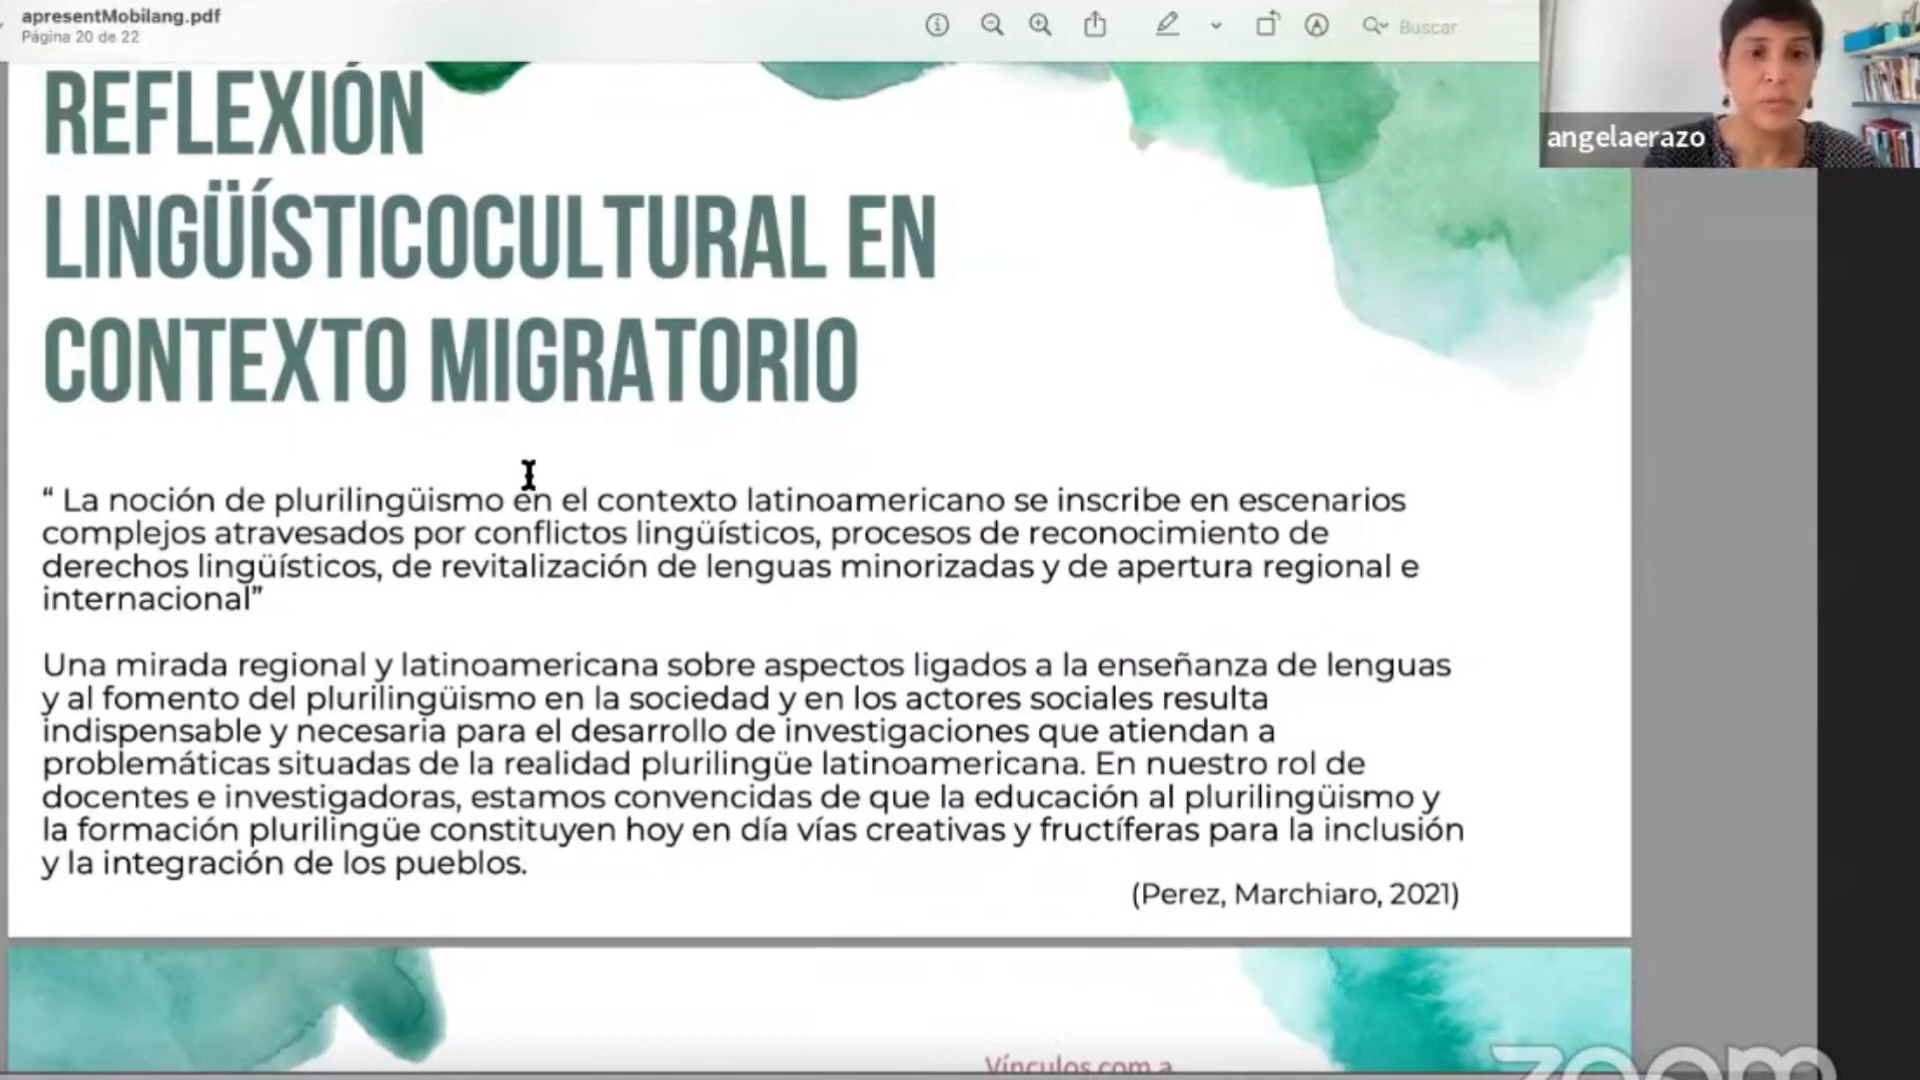 apresentMobilang.pdf
Página 20 de 22
Buscar
angelaerazo
REFLEXIÓN
LINGÜÍSTICOCULTURAL EN
CONTEXTO MIGRATORIO
“ La noción de plurilingüismo en el contexto latinoamericano se inscribe en escenarios
complejos atravesados por conflictos lingüísticos, procesos de reconocimiento de
derechos lingüísticos, de revitalización de lenguas minorizadas y de apertura regional e
internacional”
Una mirada regional y latinoamericana sobre aspectos ligados a la enseñanza de lenguas
y al fomento del plurilingüismo en la sociedad y en los actores sociales resulta
indispensable y necesaria para el desarrollo de investigaciones que atiendan a
problemáticas situadas de la realidad plurilingüe latinoamericana. En nuestro rol de
docentes e investigadoras, estamos convencidas de que la educación al plurilingüismo y
la formación plurilingüe constituyen hoy en día vías creativas y fructíferas para la inclusión
y la integración de los pueblos.
(Perez, Marchiaro, 2021)
Vínculos com a
zoom